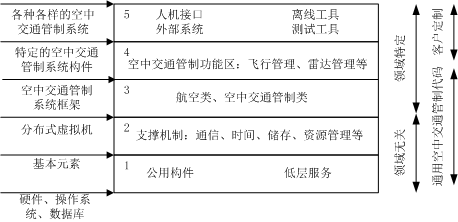 各种各样的空中
交通管制系统
5
人机接口
离线工具
外部系统
测试工具
特定的空中交通
管制系统构件
4
空中交通管制功能区：飞行管理、雷达管理等
空中交通管制
系统框架
3
航空类、空中交通管制类
分布式虚拟机
2
支撑机制：通信、时间、储存、资源管理等
基本元素
1
公用构件
低层服务
硬件、操作系
统、数据库
领域特定
领域无关
客户定制
通用空中交通管制代码